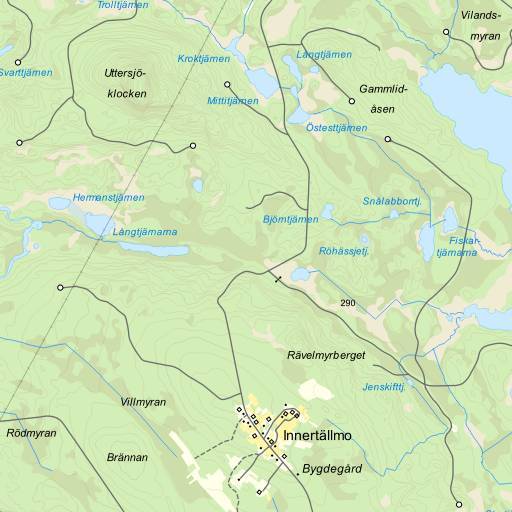 Trolltjärnen
Vilands-
myran
Svarttjärnen
Kroktjärnen
Långtjärnen
Uttersjö-
klocken
Gammlid-
åsen
Mittitjärnen
Östesttjärnen
Hermanstjärnen
Snålabborrtj.
Björntjärnen
Långtjärnarna
Fiskar-
tjärnarna
Röhässjetj.
290
Rävelmyrberget
Jenskifttj.
Villmyran
Rödmyran
Innertällmo
Brännan
Bygdegård